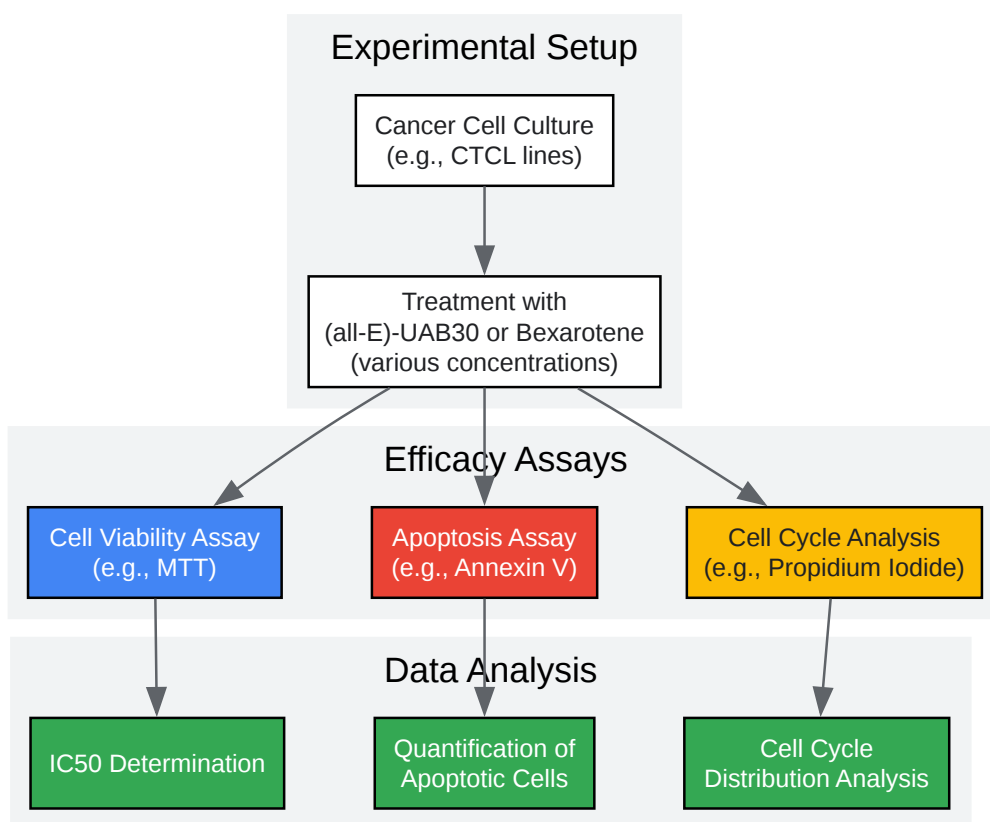 Experimental Setup
Cancer Cell Culture
(e.g., CTCL lines)
Treatment with
(all-E)-UAB30 or Bexarotene
(various concentrations)
Efficacy Assays
Cell Viability Assay
(e.g., MTT)
Apoptosis Assay
(e.g., Annexin V)
Cell Cycle Analysis
(e.g., Propidium Iodide)
Data Analysis
IC50 Determination
Quantification of
Apoptotic Cells
Cell Cycle
Distribution Analysis